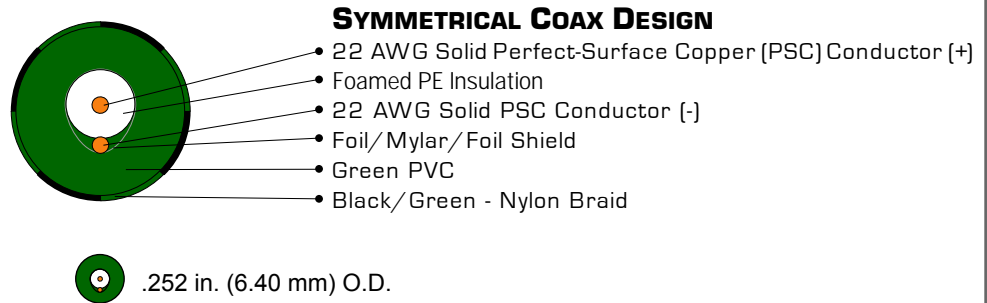 SYMMETRICAL COAX DESIGN
• 22 AWG Solid Perfect-Surface Copper (PSC) Conductor (+)
• Foamed PE Insulation
• 22 AWG Solid PSC Conductor (-)
• Foil/Mylar/Foil Shield
• Green PVC
• Black/Green - Nylon Braid
.252 in. (6.40 mm) O.D.